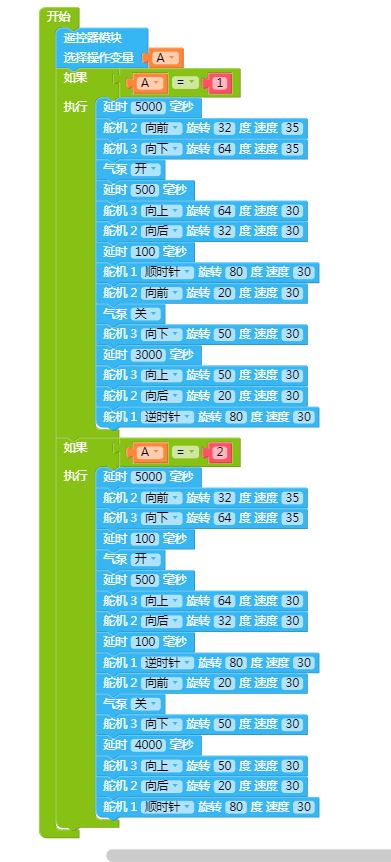 开始
遥控器模块
选择操作变量 A
如果 A = 1
执行 延时 5000 毫秒
舵机 2 向前 旋转 32 度 速度 35
舵机 3 向下 旋转 64 度 速度 35
气泵 开
延时 500 毫秒
舵机 3 向上 旋转 64 度 速度 30
舵机 2 向后 旋转 32 度 速度 30
延时 100 毫秒
舵机 1 顺时针 旋转 80 度 速度 30
舵机 2 向前 旋转 20 度 速度 30
气泵 关
舵机 3 向下 旋转 50 度 速度 30
延时 3000 毫秒
舵机 3 向上 旋转 50 度 速度 30
舵机 2 向后 旋转 20 度 速度 30
舵机 1 逆时针 旋转 80 度 速度 30
如果 A = 2
执行 延时 5000 毫秒
舵机 2 向前 旋转 32 度 速度 35
舵机 3 向下 旋转 64 度 速度 35
延时 100 毫秒
气泵 开
延时 500 毫秒
舵机 3 向上 旋转 64 度 速度 30
舵机 2 向后 旋转 32 度 速度 30
延时 100 毫秒
舵机 1 逆时针 旋转 80 度 速度 30
舵机 2 向前 旋转 20 度 速度 30
气泵 关
舵机 3 向下 旋转 50 度 速度 30
延时 4000 毫秒
舵机 3 向上 旋转 50 度 速度 30
舵机 2 向后 旋转 20 度 速度 30
舵机 1 顺时针 旋转 80 度 速度 30